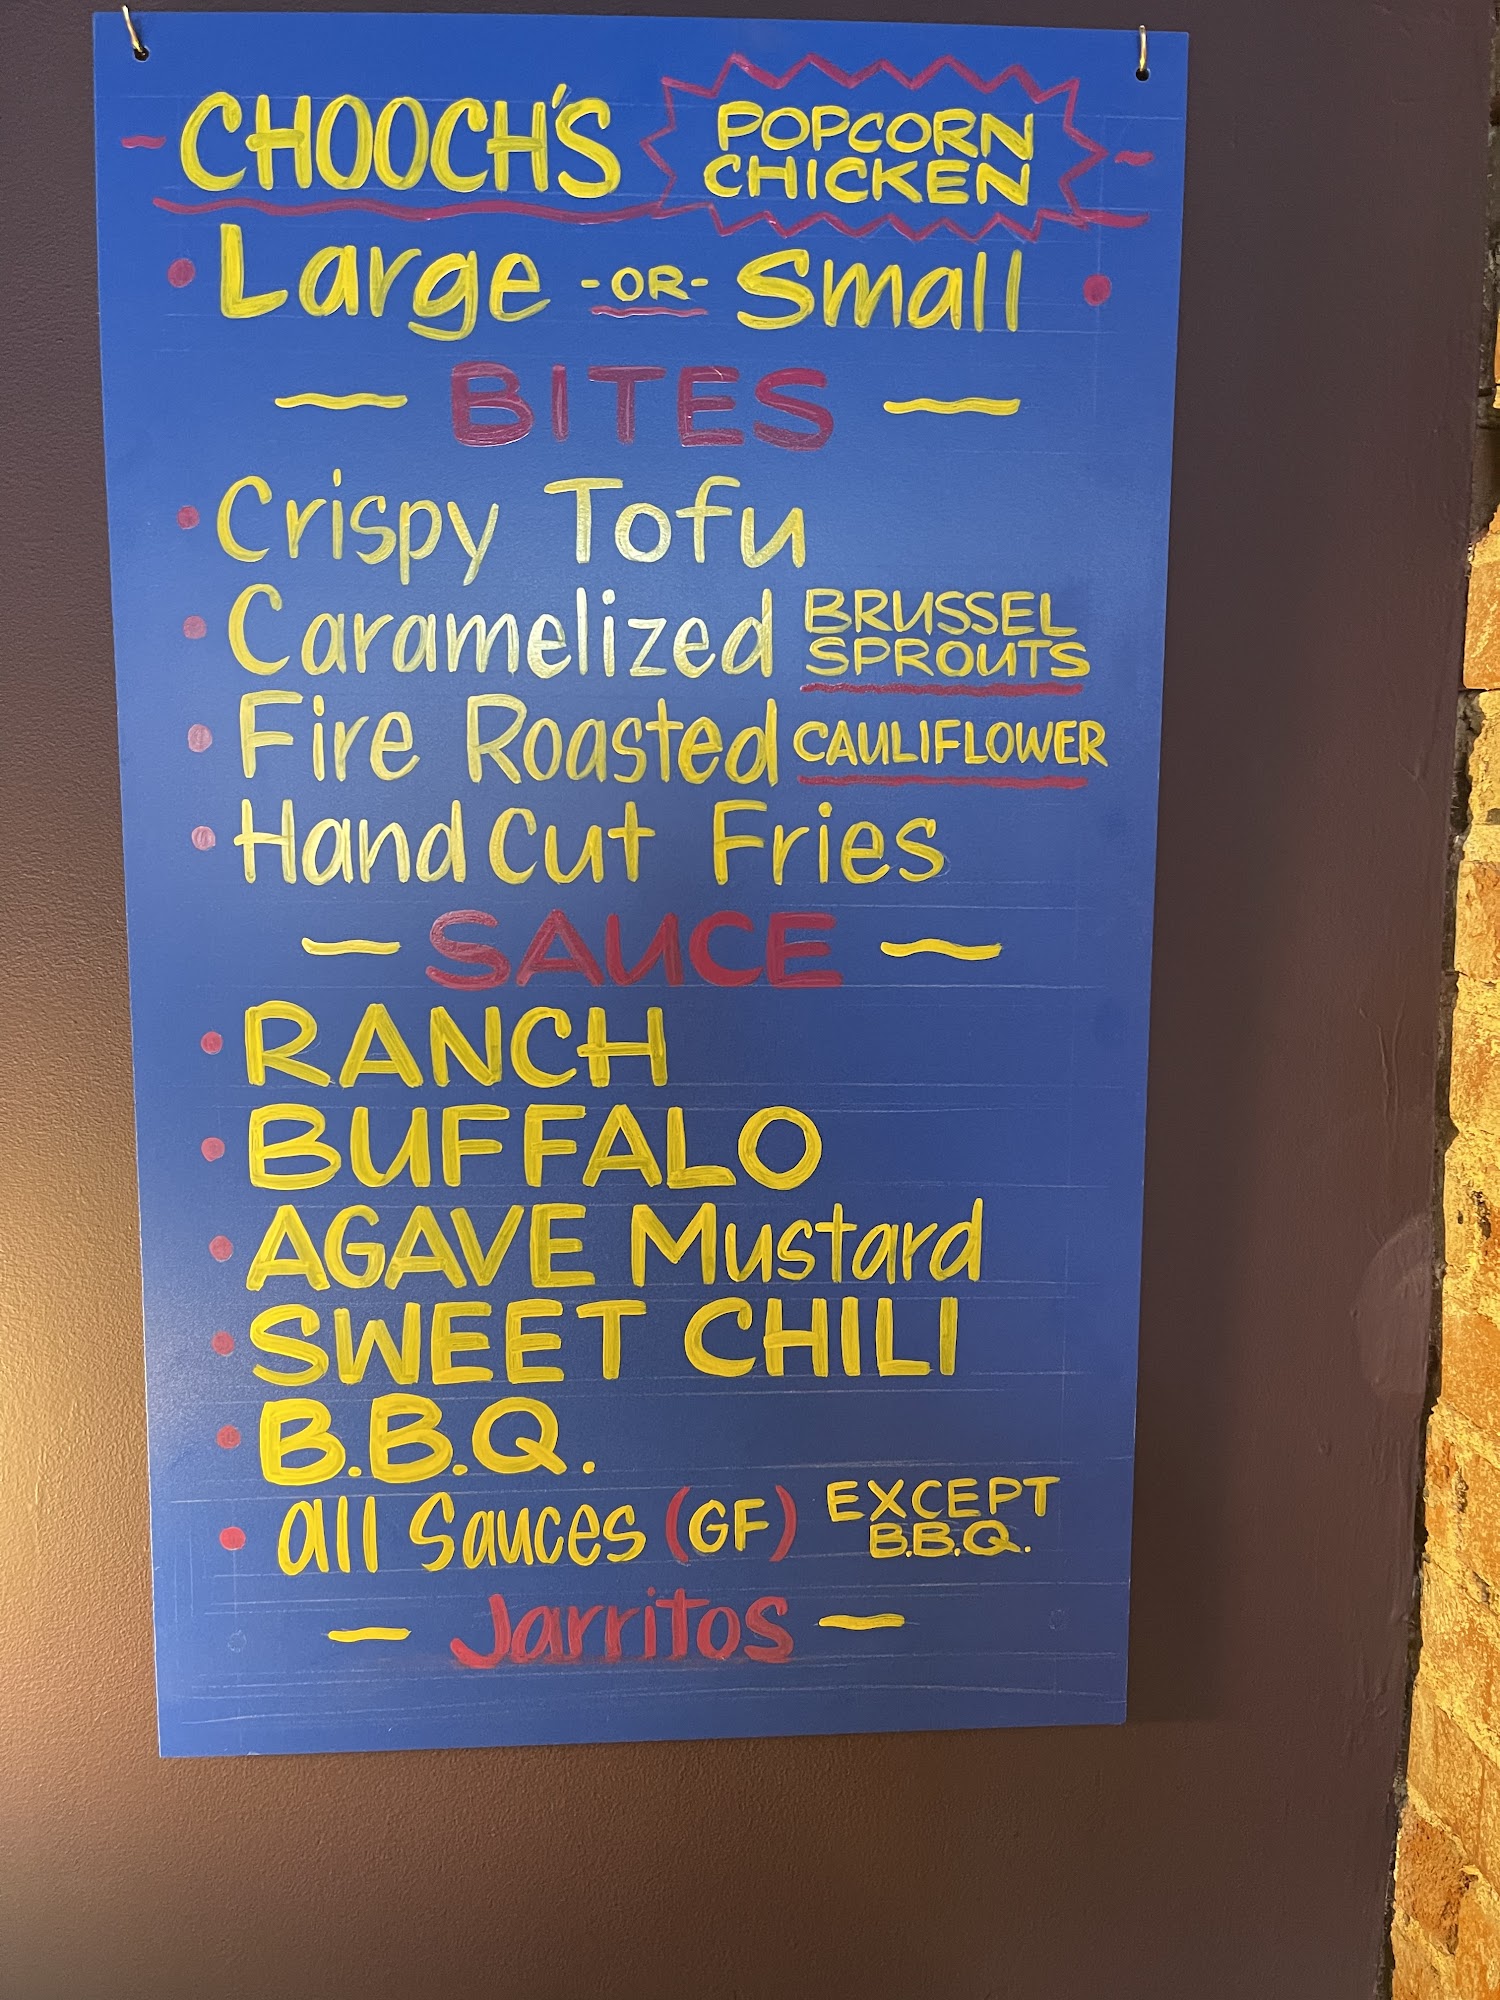 CHOOCH'S POPCORN CHICKEN
Large -OR- Small
BITES
Crispy Tofu
Caramelized BRUSSEL SPROUTS
Fire Roasted CAULIFLOWER
Hand Cut Fries
SAUCE
RANCH
BUFFALO
AGAVE Mustard
SWEET CHILI
B.B.Q.
all Sauces (GF) EXCEPT B.B.Q.
Jarritos